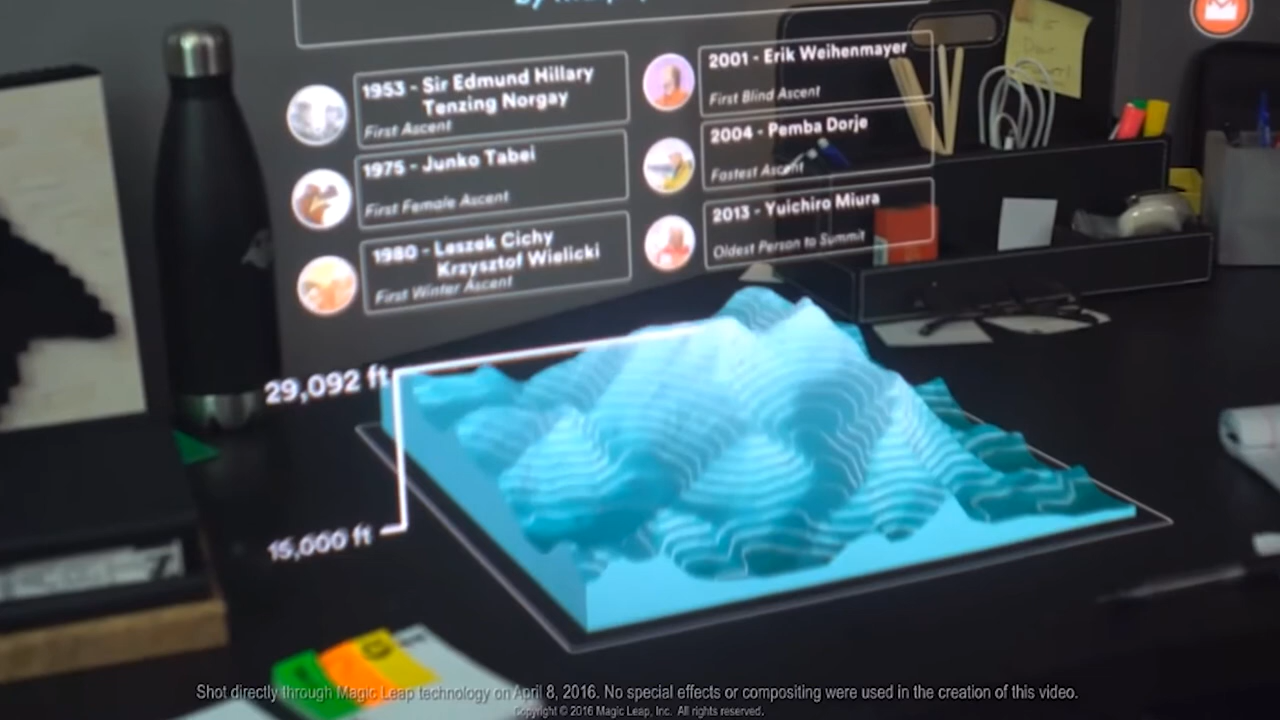 1953 - Sir Edmund Hillary
Tenzing Norgay
First Ascent
1975 - Junko Tabei
First Female Ascent
1980 - Leszek Cichy
Krzysztof Wielicki
First Winter Ascent
2001 - Erik Weihenmayer
First Blind Ascent
2004 - Pemba Dorje
Fastest Ascent
2013 - Yuichiro Miura
Oldest Person to Summit
29,092 ft
15,000 ft
Shot directly through Magic Leap technology on April 8, 2016. No special effects or compositing were used in the creation of this video.
Copyright © 2016 Magic Leap, Inc. All rights reserved.